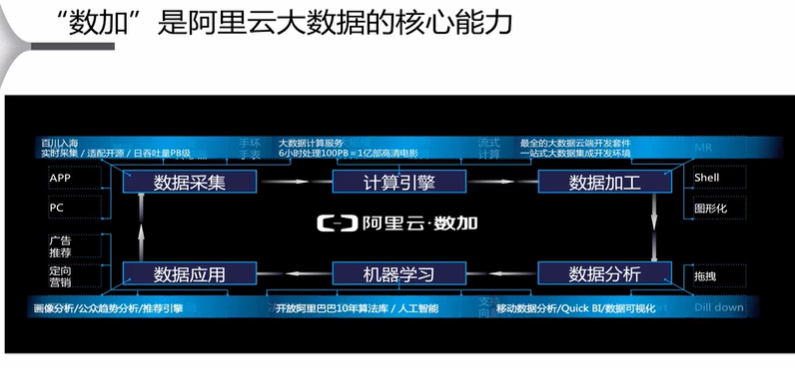 “数加”是阿里云大数据的核心能力
百川入海
实时采集 / 适配开源 / 日吞吐量PB级
手环
手表
大数据计算服务
6小时处理100PB = 1亿部高清电影
流式
计算
最全的大数据云端开发套件
一站式大数据集成开发环境
MR
APP
数据采集
计算引擎
数据加工
Shell
PC
图形化
阿里云·数加
广告
推荐
定向
营销
数据应用
机器学习
数据分析
拖拽
画像分析/公众趋势分析/推荐引擎
开放阿里巴巴10年算法库 / 人工智能
移动数据分析/Quick BI/数据可视化
Dill down